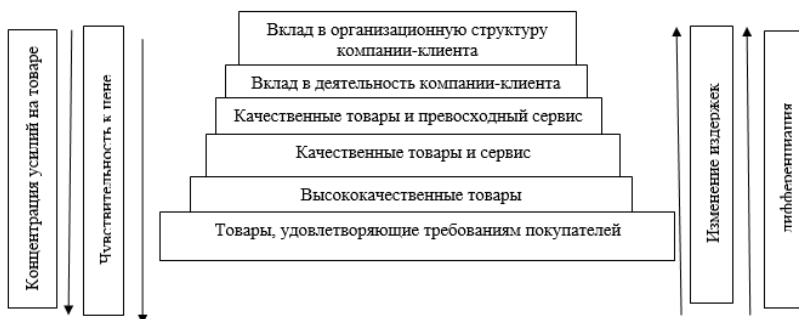 Вклад в организационную структуру
компании-клиента
Вклад в деятельность компании-клиента
Качественные товары и превосходный сервис
Качественные товары и сервис
Высококачественные товары
Товары, удовлетворяющие требованиям покупателей
Концентрация усилий на товаре
Чувствительность к цене
Изменение издержек
дифференциация